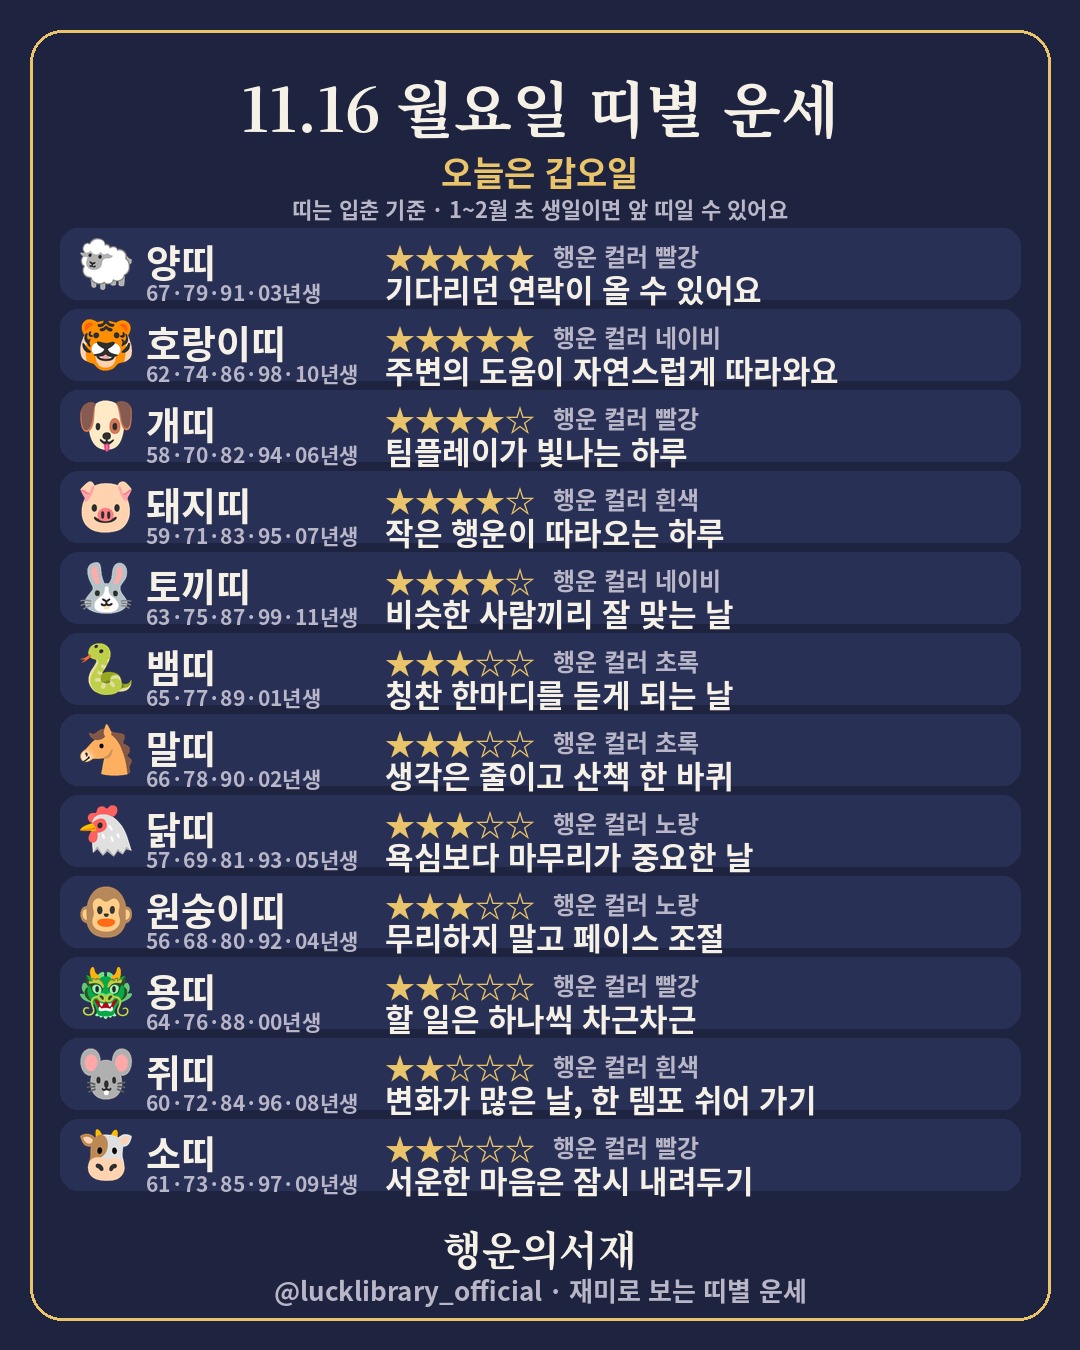 11.16 월요일 띠별 운세
오늘은 갑오일
띠는 입춘 기준 · 1~2월 초 생일이면 앞 띠일 수 있어요
양띠
67·79·91·03년생
★★★★★ 행운 컬러 빨강
기다리던 연락이 올 수 있어요
호랑이띠
62·74·86·98·10년생
★★★★★ 행운 컬러 네이비
주변의 도움이 자연스럽게 따라와요
개띠
58·70·82·94·06년생
★★★★☆ 행운 컬러 빨강
팀플레이가 빛나는 하루
돼지띠
59·71·83·95·07년생
★★★★☆ 행운 컬러 흰색
작은 행운이 따라오는 하루
토끼띠
63·75·87·99·11년생
★★★★☆ 행운 컬러 네이비
비슷한 사람끼리 잘 맞는 날
뱀띠
65·77·89·01년생
★★★☆☆ 행운 컬러 초록
칭찬 한마디를 듣게 되는 날
말띠
66·78·90·02년생
★★★☆☆ 행운 컬러 초록
생각은 줄이고 산책 한 바퀴
닭띠
57·69·81·93·05년생
★★★☆☆ 행운 컬러 노랑
욕심보다 마무리가 중요한 날
원숭이띠
56·68·80·92·04년생
★★★☆☆ 행운 컬러 노랑
무리하지 말고 페이스 조절
용띠
64·76·88·00년생
★★☆☆☆ 행운 컬러 빨강
할 일은 하나씩 차근차근
쥐띠
60·72·84·96·08년생
★★☆☆☆ 행운 컬러 흰색
변화가 많은 날, 한 템포 쉬어 가기
소띠
61·73·85·97·09년생
★★☆☆☆ 행운 컬러 빨강
서운한 마음은 잠시 내려두기
행운의서재
@lucklibrary_official · 재미로 보는 띠별 운세